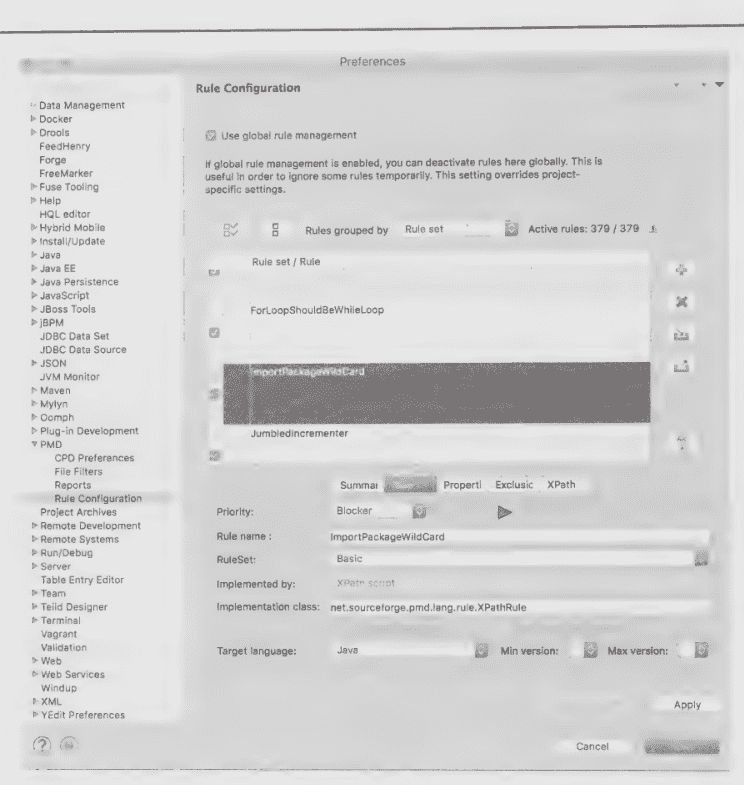 Preferences
Rule Configuration
Data Management
Docker
Drools
FeedHenry
Forge
FreeMarker
Fuse Tooling
Help
HQL editor
Hybrid Mobile
Install/Update
Java
Java EE
Java Persistence
JavaScript
JBoss Tools
jBPM
JDBC Data Set
JDBC Data Source
JSON
JVM Monitor
Maven
Mylyn
Oomph
Plug-in Development
PMD
CPD Preferences
File Filters
Reports
Rule Configuration
Project Archives
Remote Development
Remote Systems
Run/Debug
Server
Table Entry Editor
Team
Teiid Designer
Terminal
Vagrant
Validation
Web
Web Services
Windup
XML
YEdit Preferences
Use global rule management
If global rule management is enabled, you can deactivate rules here globally. This is
useful in order to ignore some rules temporarily. This setting overrides project-
specific settings.
Rules grouped by Rule set Active rules: 379 / 379
Rule set / Rule
ForLoopShouldBeWhileLoop
ImportPackageWildCard
JumbledIncrementer
Summar Properti Exclusic XPath
Priority: Blocker
Rule name : ImportPackageWildCard
RuleSet: Basic
Implemented by: XPath script
Implementation class: net.sourceforge.pmd.lang.rule.XPathRule
Target language: Java Min version: Max version:
Apply
? Cancel